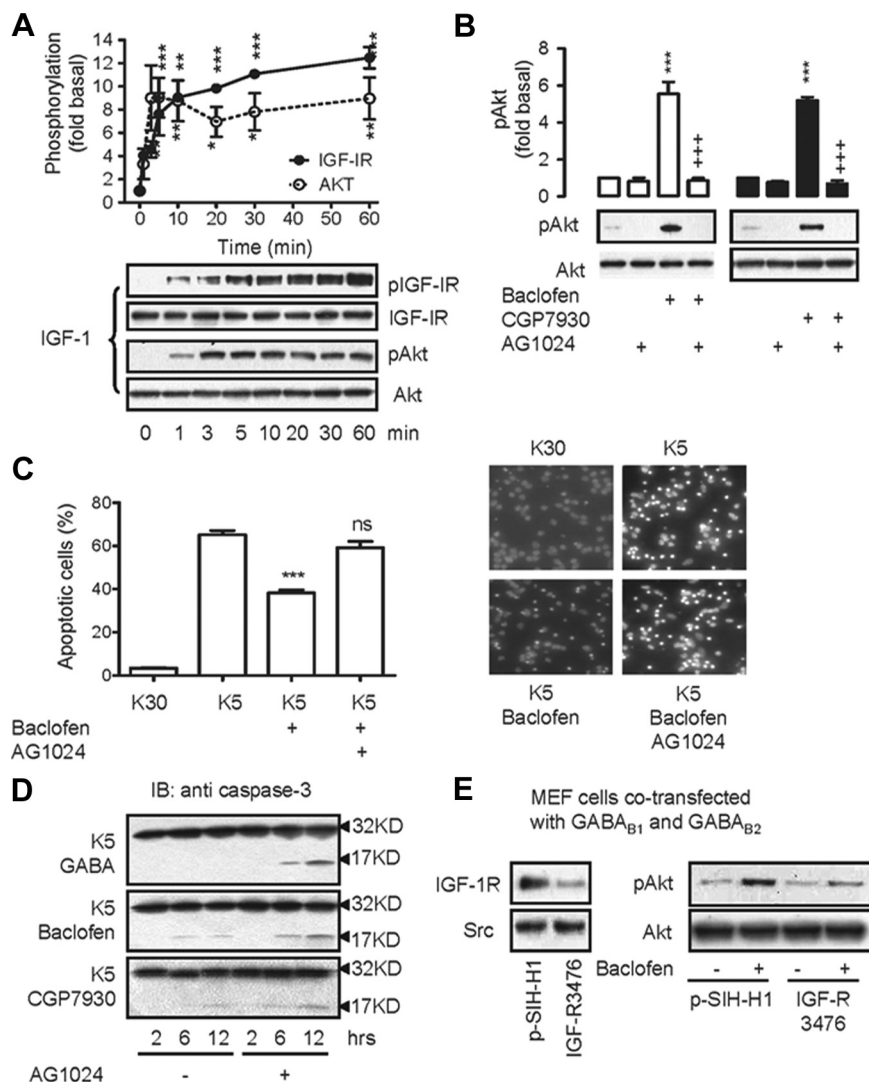 A
Phosphorylation
(fold basal)
14
12
10
8
6
4
2
0
*** ** *** *** ***
** ** * * **
IGF-IR
AKT
0 10 20 30 40 50 60
Time (min)
IGF-1
pIGF-IR
IGF-IR
pAkt
Akt
0 1 3 5 10 20 30 60 min
B
pAkt
(fold basal)
8
6
4
2
0
*** +++ *** +++
pAkt
Akt
Baclofen + +
CGP7930 + +
AG1024 + + + +
C
Apoptotic cells (%)
80
60
40
20
0
*** ns
K30 K5 K5 K5
Baclofen + +
AG1024 +
K30 K5
K5
Baclofen
K5
Baclofen
AG1024
D
IB: anti caspase-3
K5
GABA
32KD
17KD
K5
Baclofen
32KD
17KD
K5
CGP7930
32KD
17KD
2 6 12 2 6 12 hrs
AG1024 - +
E
MEF cells co-transfected
with GABAB1 and GABAB2
IGF-1R
Src
p-SIH-H1
IGF-R3476
pAkt
Akt
Baclofen - + - +
p-SIH-H1 IGF-R
3476